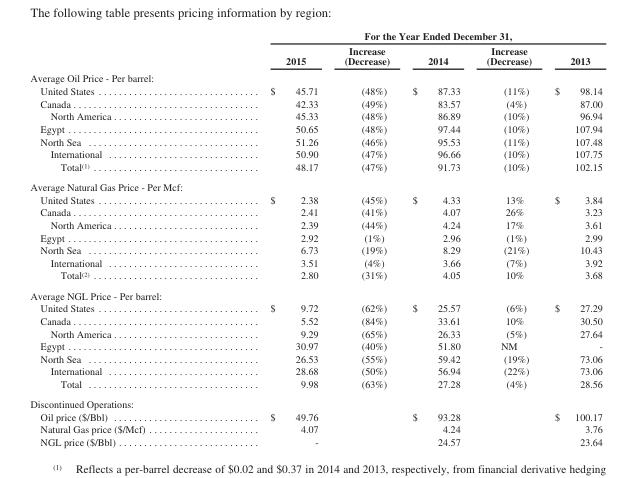 The following table presents pricing information by region:
For the Year Ended December 31,
2015 Increase (Decrease) 2014 Increase (Decrease) 2013
Average Oil Price - Per barrel:
United States $ 45.71 (48%) $ 87.33 (11%) $ 98.14
Canada 42.33 (49%) 83.57 (4%) 87.00
North America 45.33 (48%) 86.89 (10%) 96.94
Egypt 50.65 (48%) 97.44 (10%) 107.94
North Sea 51.26 (46%) 95.53 (11%) 107.48
International 50.90 (47%) 96.66 (10%) 107.75
Total(1) 48.17 (47%) 91.73 (10%) 102.15
Average Natural Gas Price - Per Mcf:
United States $ 2.38 (45%) $ 4.33 13% $ 3.84
Canada 2.41 (41%) 4.07 26% 3.23
North America 2.39 (44%) 4.24 17% 3.61
Egypt 2.92 (1%) 2.96 (1%) 2.99
North Sea 6.73 (19%) 8.29 (21%) 10.43
International 3.51 (4%) 3.66 (7%) 3.92
Total(2) 2.80 (31%) 4.05 10% 3.68
Average NGL Price - Per barrel:
United States $ 9.72 (62%) $ 25.57 (6%) $ 27.29
Canada 5.52 (84%) 33.61 10% 30.50
North America 9.29 (65%) 26.33 (5%) 27.64
Egypt 30.97 (40%) 51.80 NM -
North Sea 26.53 (55%) 59.42 (19%) 73.06
International 28.68 (50%) 56.94 (22%) 73.06
Total 9.98 (63%) 27.28 (4%) 28.56
Discontinued Operations:
Oil price ($/Bbl) $ 49.76 $ 93.28 $ 100.17
Natural Gas price ($/Mcf) 4.07 4.24 3.76
NGL price ($/Bbl) - 24.57 23.64
(1) Reflects a per-barrel decrease of $0.02 and $0.37 in 2014 and 2013, respectively, from financial derivative hedging